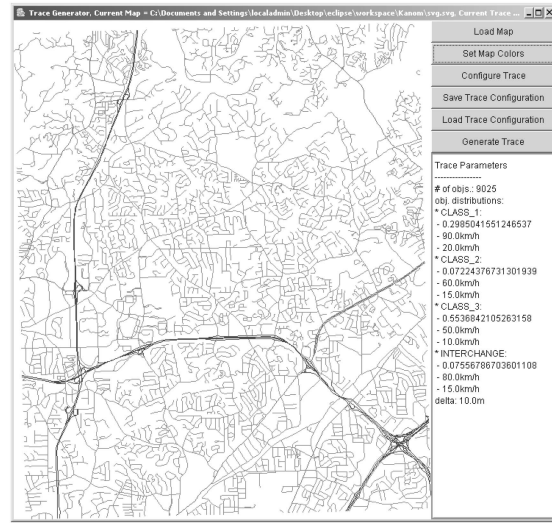 Trace Generator, Current Map = C:\Documents and Settings\localadmin\Desktop\eclipse\workspace\Kanom\svg.svg, Current Trace ...
Load Map
Set Map Colors
Configure Trace
Save Trace Configuration
Load Trace Configuration
Generate Trace
Trace Parameters
----------------
# of objs.: 9025
obj. distributions:
* CLASS_1:
- 0.2985041551246537
- 90.0km/h
- 20.0km/h
* CLASS_2:
- 0.07224376731301939
- 60.0km/h
- 15.0km/h
* CLASS_3:
- 0.5536842105263158
- 50.0km/h
- 10.0km/h
* INTERCHANGE:
- 0.07556786703601108
- 80.0km/h
- 15.0km/h
delta: 10.0m